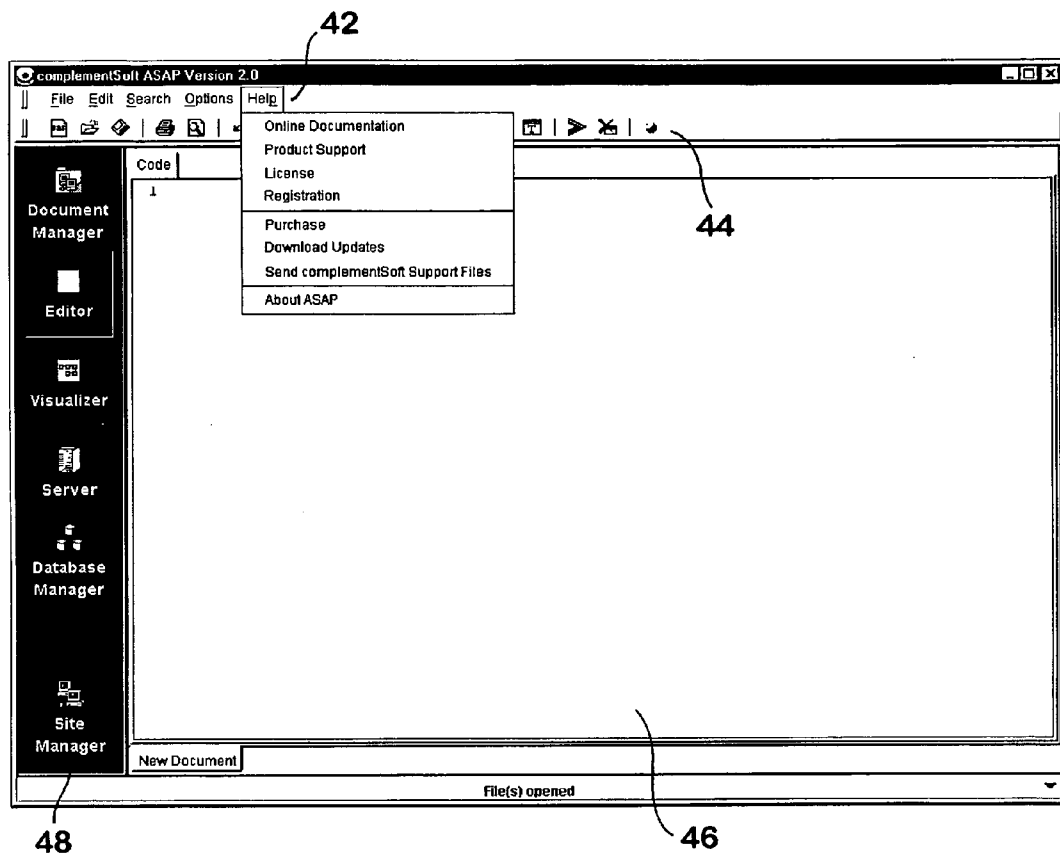 42
complementSoft ASAP Version 2.0
File Edit Search Options Help
Online Documentation
Product Support
License
Registration
Purchase
Download Updates
Send complementSoft Support Files
About ASAP
44
Code
1
Document
Manager
Editor
Visualizer
Server
Database
Manager
Site
Manager
New Document
File(s) opened
48
46